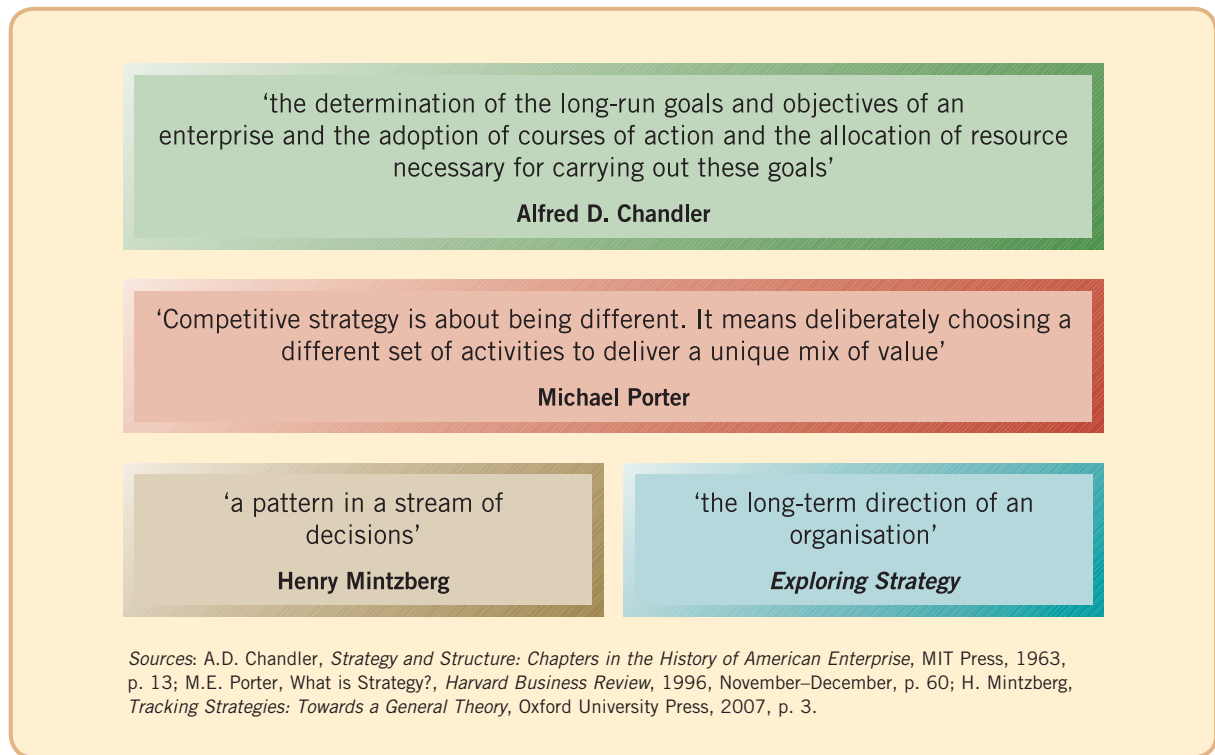 ‘the determination of the long-run goals and objectives of an
enterprise and the adoption of courses of action and the allocation of resource
necessary for carrying out these goals’
Alfred D. Chandler
‘Competitive strategy is about being different. It means deliberately choosing a
different set of activities to deliver a unique mix of value’
Michael Porter
‘a pattern in a stream of
decisions’
Henry Mintzberg
‘the long-term direction of an
organisation’
Exploring Strategy
Sources: A.D. Chandler, Strategy and Structure: Chapters in the History of American Enterprise, MIT Press, 1963,
p. 13; M.E. Porter, What is Strategy?, Harvard Business Review, 1996, November–December, p. 60; H. Mintzberg,
Tracking Strategies: Towards a General Theory, Oxford University Press, 2007, p. 3.